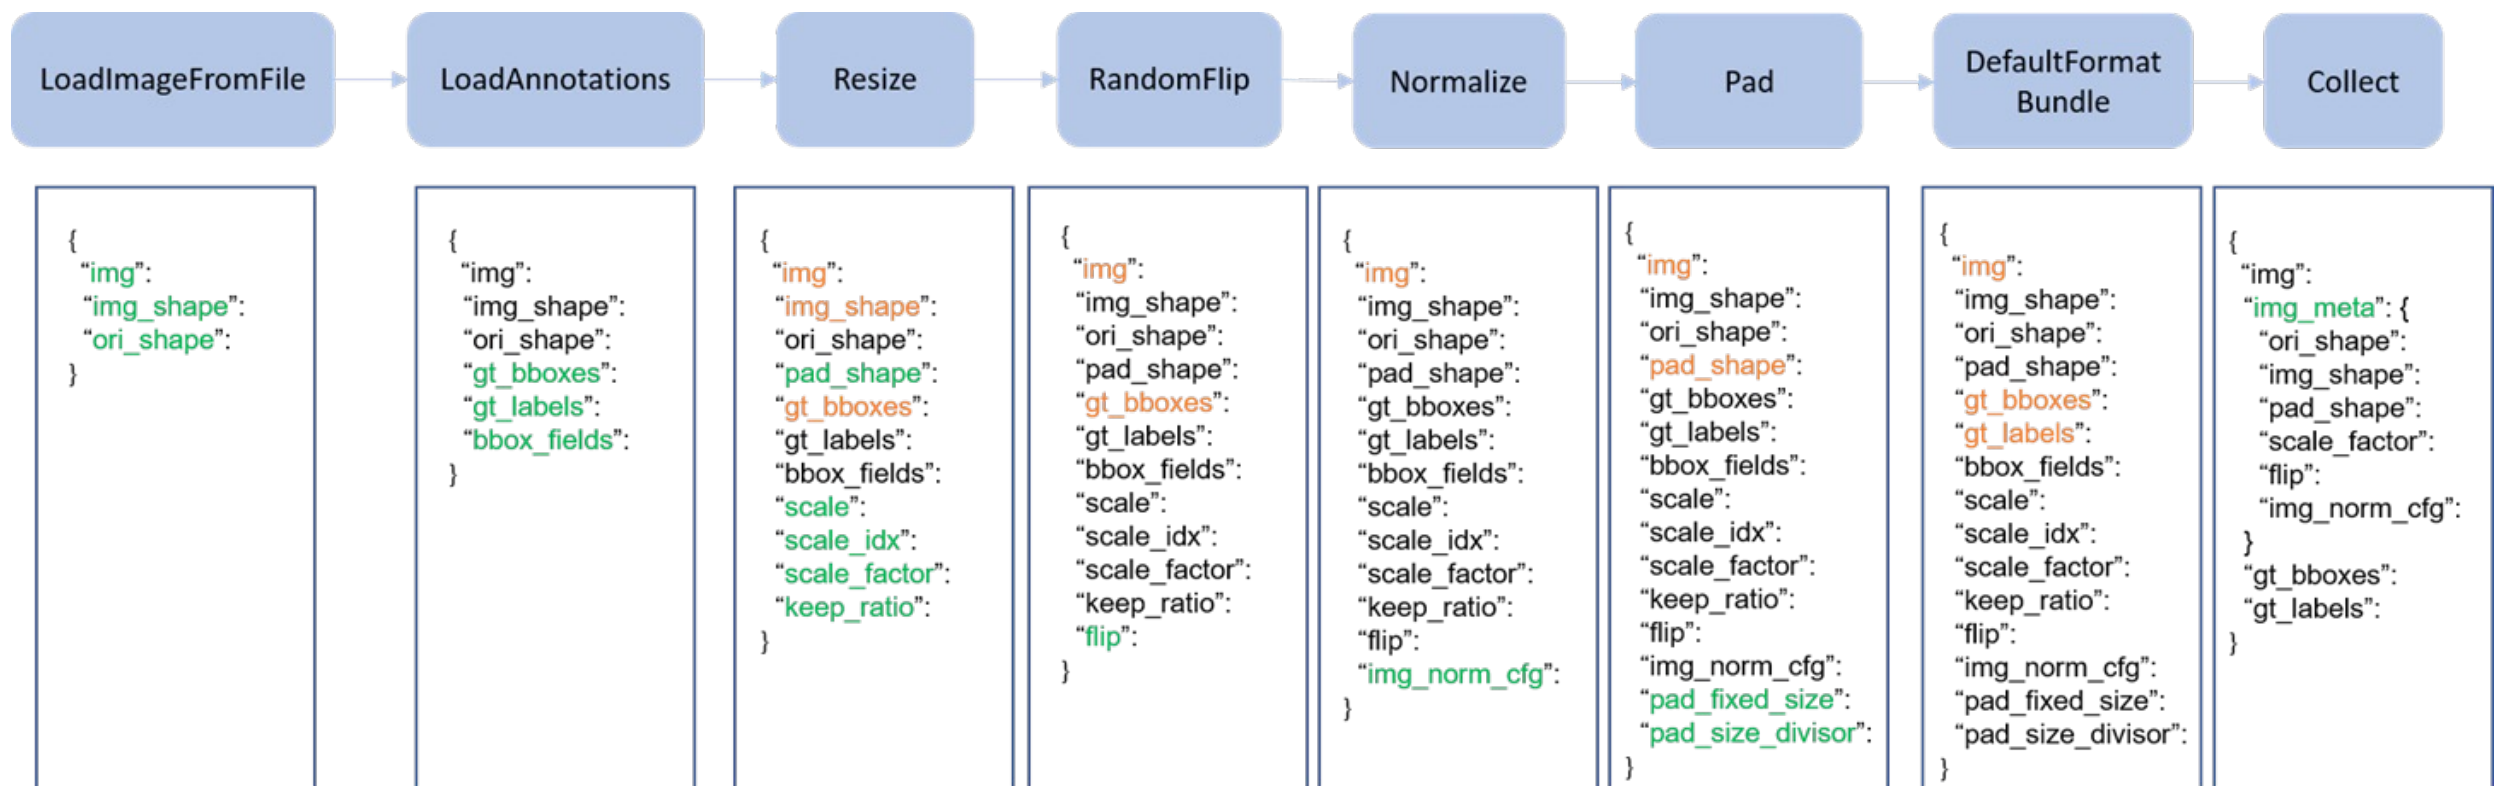 LoadImageFromFile
LoadAnnotations
Resize
RandomFlip
Normalize
Pad
DefaultFormat
Bundle
Collect
{
“img”:
“img_shape”:
“ori_shape”:
}
{
“img”:
“img_shape”:
“ori_shape”:
“gt_bboxes”:
“gt_labels”:
“bbox_fields”:
}
{
“img”:
“img_shape”:
“ori_shape”:
“pad_shape”:
“gt_bboxes”:
“gt_labels”:
“bbox_fields”:
“scale”:
“scale_idx”:
“scale_factor”:
“keep_ratio”:
}
{
“img”:
“img_shape”:
“ori_shape”:
“pad_shape”:
“gt_bboxes”:
“gt_labels”:
“bbox_fields”:
“scale”:
“scale_idx”:
“scale_factor”:
“keep_ratio”:
“flip”:
}
{
“img”:
“img_shape”:
“ori_shape”:
“pad_shape”:
“gt_bboxes”:
“gt_labels”:
“bbox_fields”:
“scale”:
“scale_idx”:
“scale_factor”:
“keep_ratio”:
“flip”:
“img_norm_cfg”:
}
{
“img”:
“img_shape”:
“ori_shape”:
“pad_shape”:
“gt_bboxes”:
“gt_labels”:
“bbox_fields”:
“scale”:
“scale_idx”:
“scale_factor”:
“keep_ratio”:
“flip”:
“img_norm_cfg”:
“pad_fixed_size”:
“pad_size_divisor”:
}
{
“img”:
“img_shape”:
“ori_shape”:
“pad_shape”:
“gt_bboxes”:
“gt_labels”:
“bbox_fields”:
“scale”:
“scale_idx”:
“scale_factor”:
“keep_ratio”:
“flip”:
“img_norm_cfg”:
“pad_fixed_size”:
“pad_size_divisor”:
}
{
“img”:
“img_meta”: {
“ori_shape”:
“img_shape”:
“pad_shape”:
“scale_factor”:
“flip”:
“img_norm_cfg”:
}
“gt_bboxes”:
“gt_labels”:
}